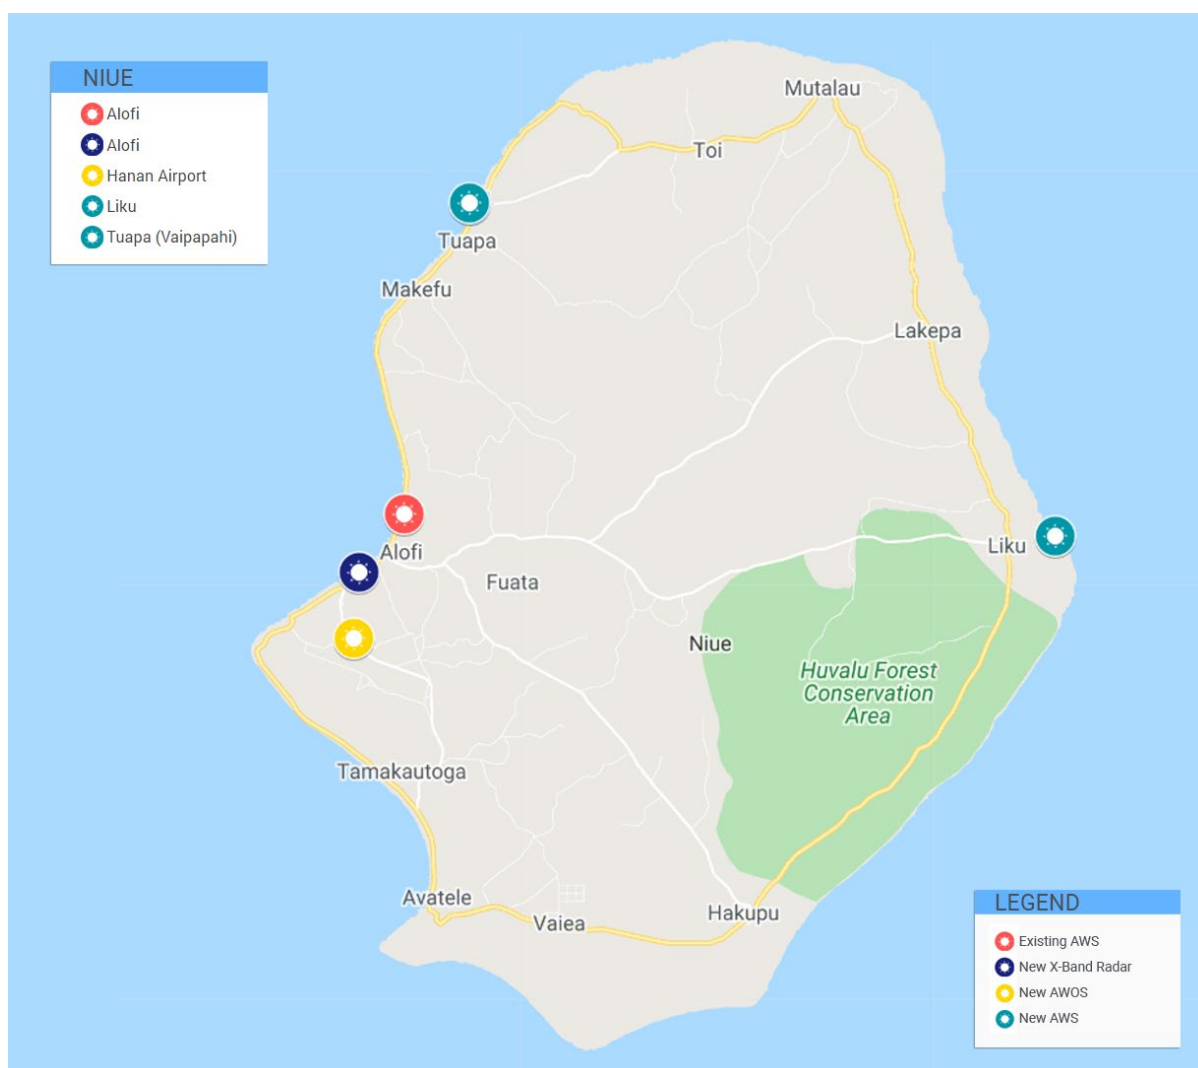 NIUE
Alofi
Alofi
Hanan Airport
Liku
Tuapa (Vaipapahi)
Mutalau
Toi
Tuapa
Makefu
Lakepa
Alofi
Liku
Fuata
Niue
Huvalu Forest
Conservation
Area
Tamakautoga
Avatele
Vaiea
Hakupu
LEGEND
Existing AWS
New X-Band Radar
New AWOS
New AWS